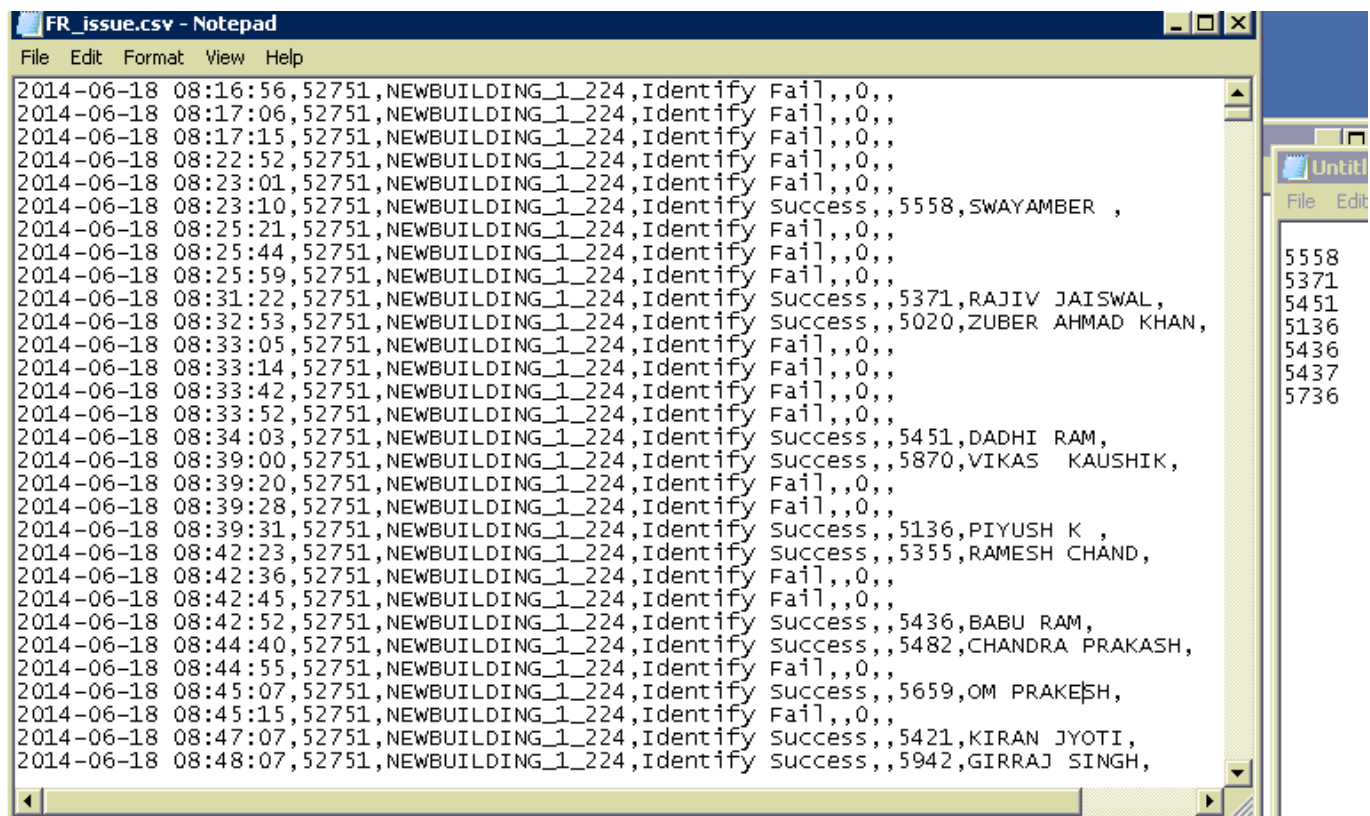 FR_issue.csv - Notepad
File Edit Format View Help
2014-06-18 08:16:56,52751,NEWBUILDING_1_224,Identify Fail,,0,,
2014-06-18 08:17:06,52751,NEWBUILDING_1_224,Identify Fail,,0,,
2014-06-18 08:17:15,52751,NEWBUILDING_1_224,Identify Fail,,0,,
2014-06-18 08:22:52,52751,NEWBUILDING_1_224,Identify Fail,,0,,
2014-06-18 08:23:01,52751,NEWBUILDING_1_224,Identify Fail,,0,,
2014-06-18 08:23:10,52751,NEWBUILDING_1_224,Identify Success,,5558,SWAYAMBER ,
2014-06-18 08:25:21,52751,NEWBUILDING_1_224,Identify Fail,,0,,
2014-06-18 08:25:44,52751,NEWBUILDING_1_224,Identify Fail,,0,,
2014-06-18 08:25:59,52751,NEWBUILDING_1_224,Identify Fail,,0,,
2014-06-18 08:31:22,52751,NEWBUILDING_1_224,Identify Success,,5371,RAJIV JAISWAL,
2014-06-18 08:32:53,52751,NEWBUILDING_1_224,Identify Success,,5020,ZUBER AHMAD KHAN,
2014-06-18 08:33:05,52751,NEWBUILDING_1_224,Identify Fail,,0,,
2014-06-18 08:33:14,52751,NEWBUILDING_1_224,Identify Fail,,0,,
2014-06-18 08:33:42,52751,NEWBUILDING_1_224,Identify Fail,,0,,
2014-06-18 08:33:52,52751,NEWBUILDING_1_224,Identify Fail,,0,,
2014-06-18 08:34:03,52751,NEWBUILDING_1_224,Identify Success,,5451,DADHI RAM,
2014-06-18 08:39:00,52751,NEWBUILDING_1_224,Identify Success,,5870,VIKAS  KAUSHIK,
2014-06-18 08:39:20,52751,NEWBUILDING_1_224,Identify Fail,,0,,
2014-06-18 08:39:28,52751,NEWBUILDING_1_224,Identify Fail,,0,,
2014-06-18 08:39:31,52751,NEWBUILDING_1_224,Identify Success,,5136,PIYUSH K ,
2014-06-18 08:42:23,52751,NEWBUILDING_1_224,Identify Success,,5355,RAMESH CHAND,
2014-06-18 08:42:36,52751,NEWBUILDING_1_224,Identify Fail,,0,,
2014-06-18 08:42:45,52751,NEWBUILDING_1_224,Identify Fail,,0,,
2014-06-18 08:42:52,52751,NEWBUILDING_1_224,Identify Success,,5436,BABU RAM,
2014-06-18 08:44:40,52751,NEWBUILDING_1_224,Identify Success,,5482,CHANDRA PRAKASH,
2014-06-18 08:44:55,52751,NEWBUILDING_1_224,Identify Fail,,0,,
2014-06-18 08:45:07,52751,NEWBUILDING_1_224,Identify Success,,5659,OM PRAKESH,
2014-06-18 08:45:15,52751,NEWBUILDING_1_224,Identify Fail,,0,,
2014-06-18 08:47:07,52751,NEWBUILDING_1_224,Identify Success,,5421,KIRAN JYOTI,
2014-06-18 08:48:07,52751,NEWBUILDING_1_224,Identify Success,,5942,GIRRAJ SINGH,
Untitl
File Edit
5558
5371
5451
5136
5436
5437
5736